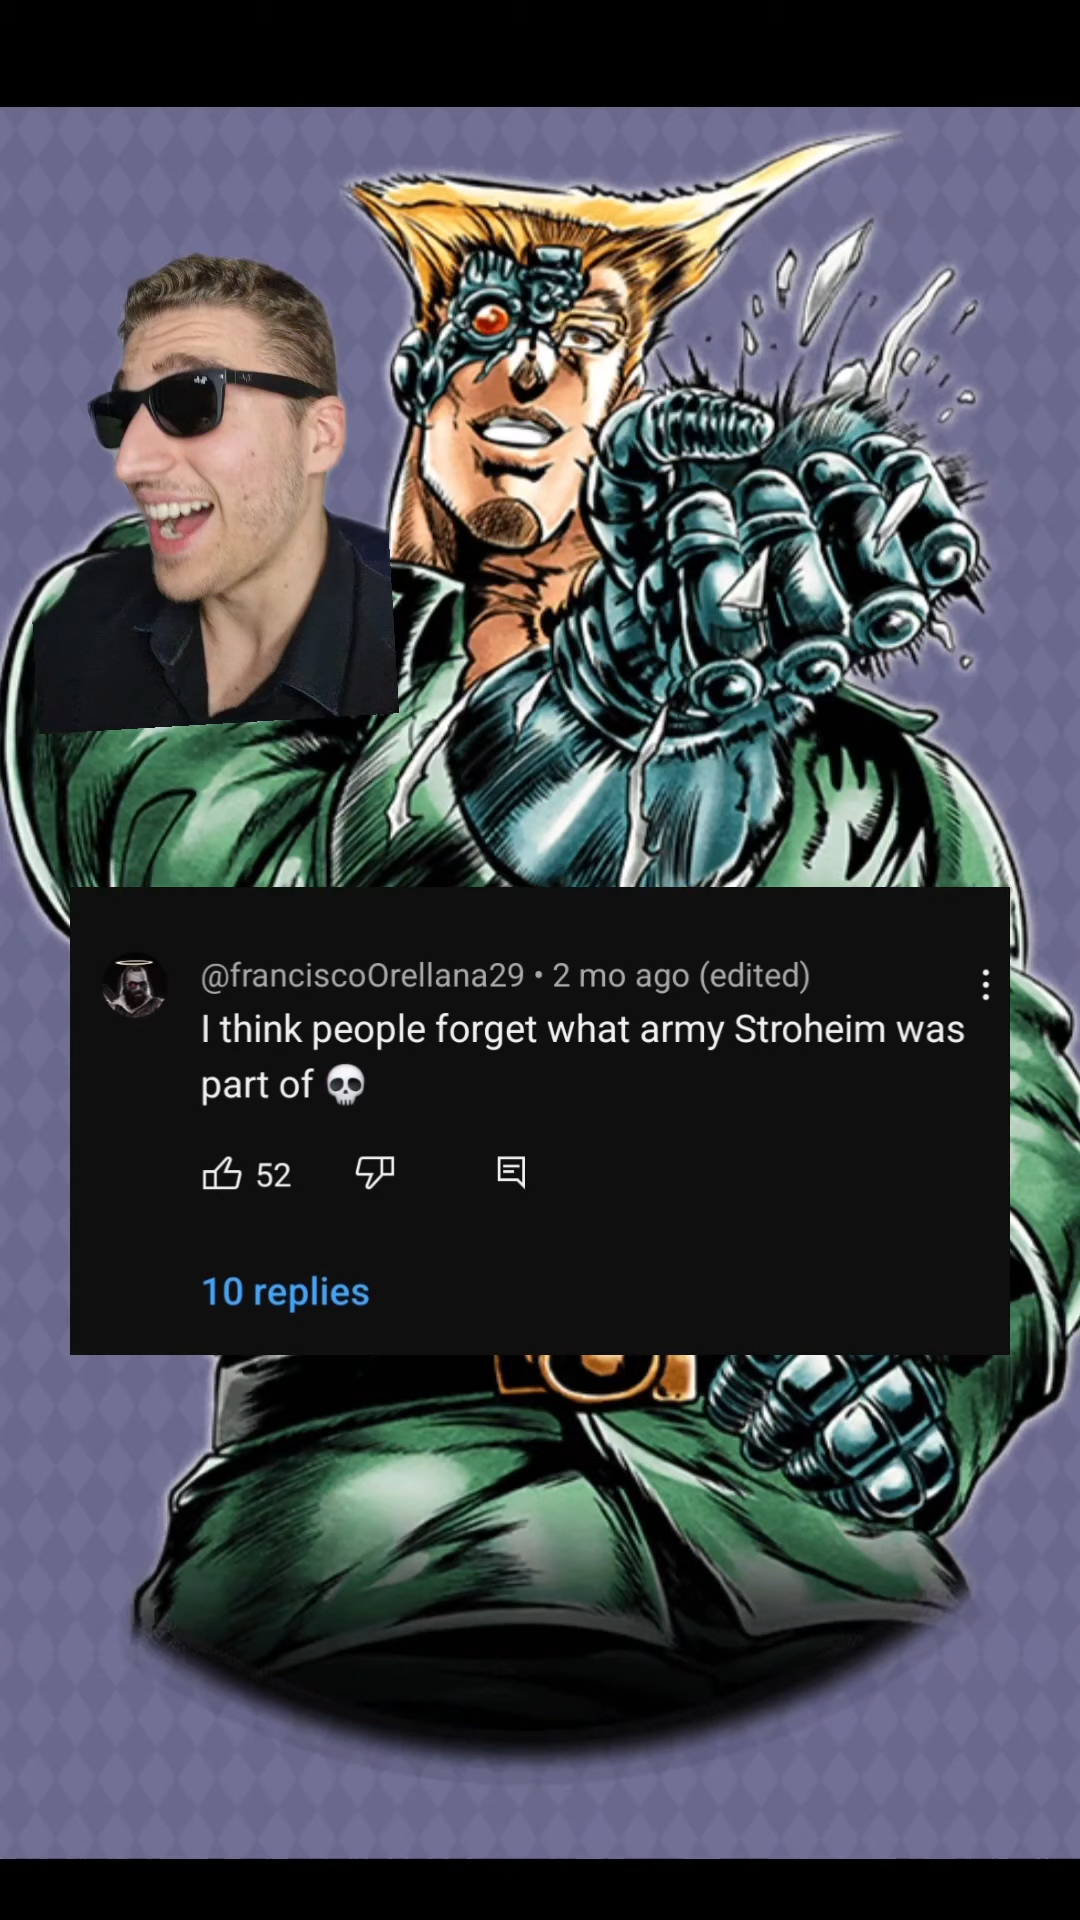 @franciscoOrellana29 • 2 mo ago (edited)
I think people forget what army Stroheim was
part of 💀
52
10 replies